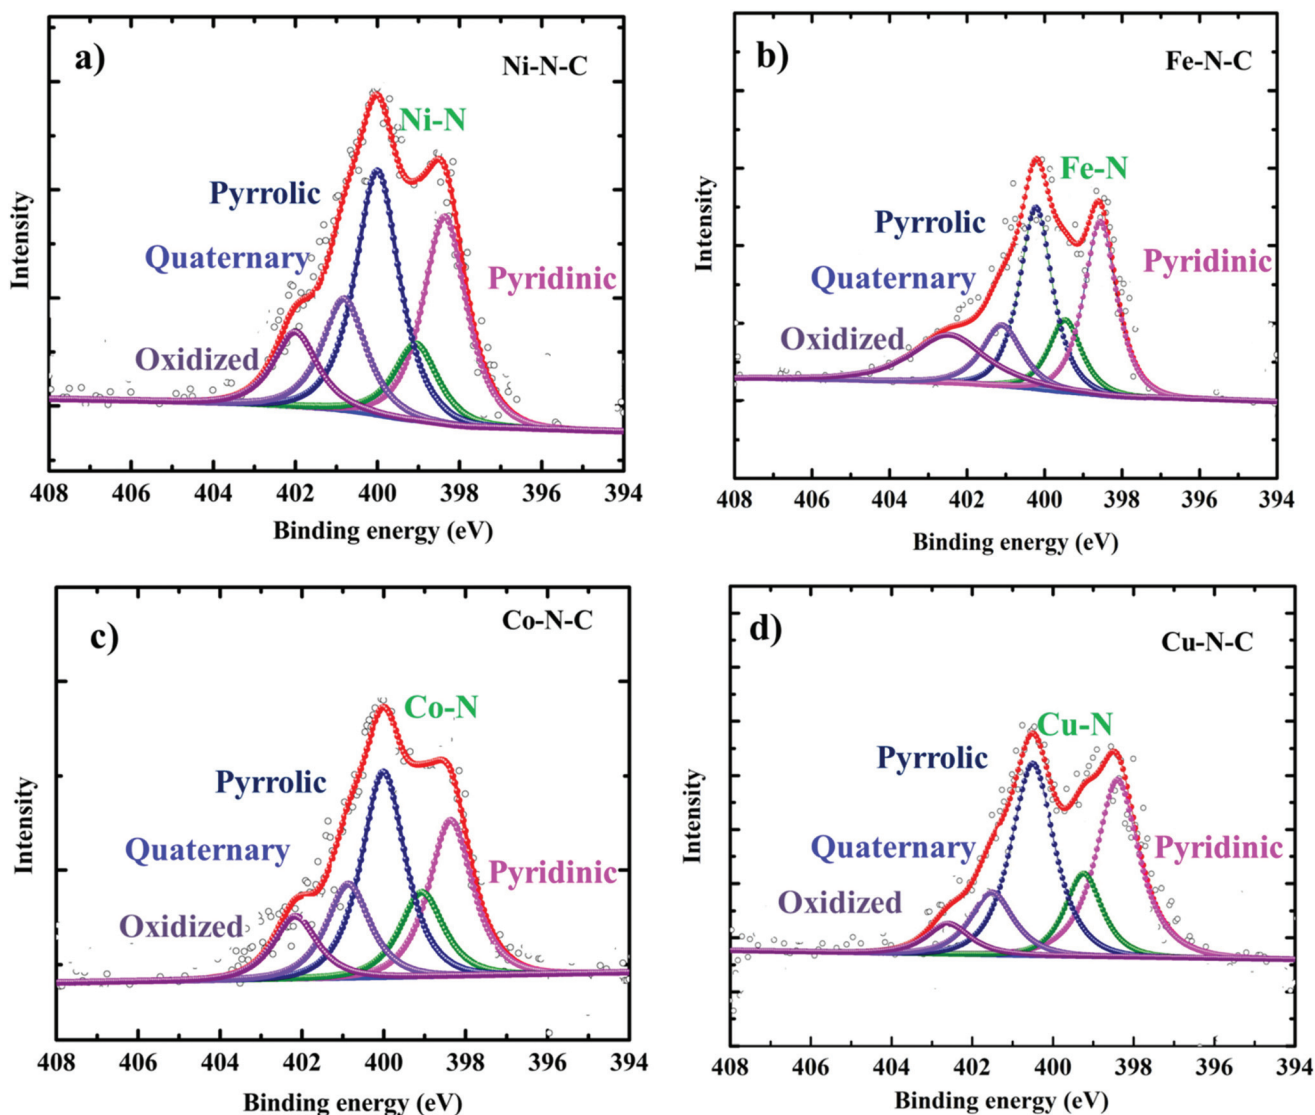 a)
Ni-N-C
Ni-N
Pyrrolic
Quaternary
Pyridinic
Oxidized
Intensity
408 406 404 402 400 398 396 394
Binding energy (eV)
b)
Fe-N-C
Fe-N
Pyrrolic
Quaternary
Pyridinic
Oxidized
Intensity
408 406 404 402 400 398 396 394
Binding energy (eV)
c)
Co-N-C
Co-N
Pyrrolic
Quaternary
Pyridinic
Oxidized
Intensity
408 406 404 402 400 398 396 394
Binding energy (eV)
d)
Cu-N-C
Cu-N
Pyrrolic
Quaternary
Pyridinic
Oxidized
Intensity
408 406 404 402 400 398 396 394
Binding energy (eV)